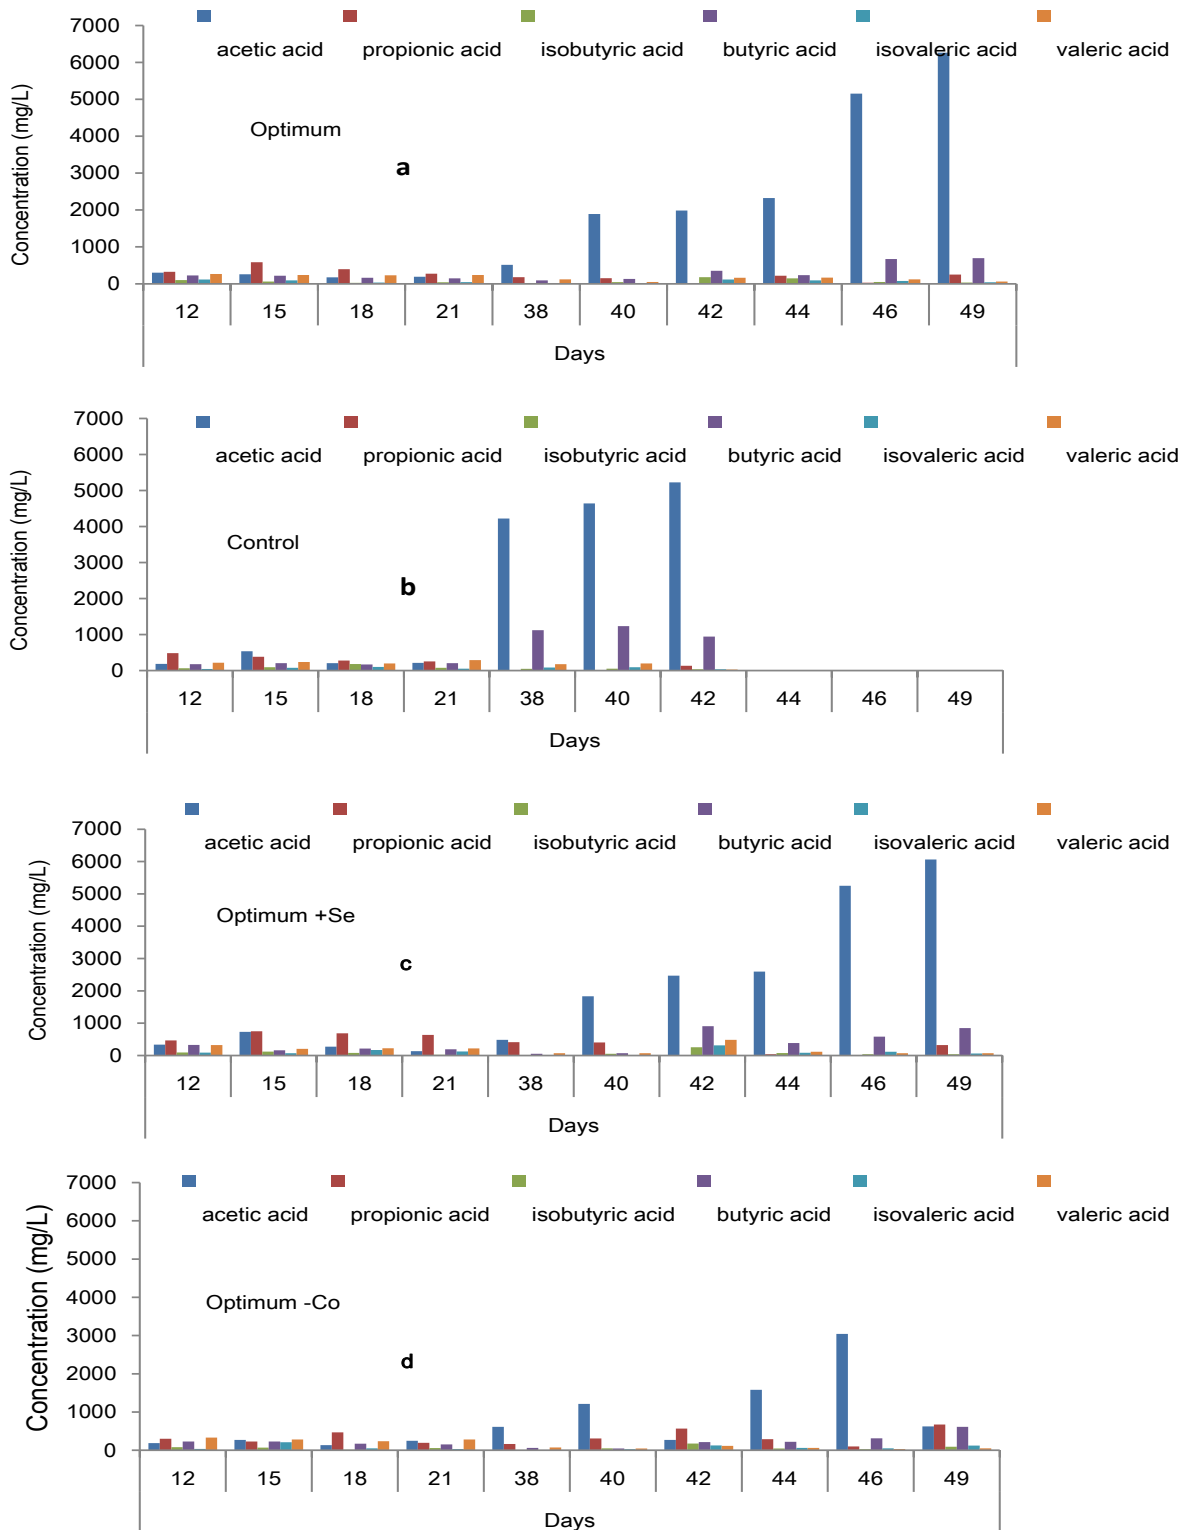 7000
acetic acid propionic acid isobutyric acid butyric acid isovaleric acid valeric acid
6000
5000
4000
3000
2000
1000
0
Concentration (mg/L)
Optimum
a
12 15 18 21 38 40 42 44 46 49
Days
7000
acetic acid propionic acid isobutyric acid butyric acid isovaleric acid valeric acid
6000
5000
4000
3000
2000
1000
0
Concentration (mg/L)
Control
b
12 15 18 21 38 40 42 44 46 49
Days
7000
acetic acid propionic acid isobutyric acid butyric acid isovaleric acid valeric acid
6000
5000
4000
3000
2000
1000
0
Concentration (mg/L)
Optimum +Se
c
12 15 18 21 38 40 42 44 46 49
Days
7000
acetic acid propionic acid isobutyric acid butyric acid isovaleric acid valeric acid
6000
5000
4000
3000
2000
1000
0
Concentration (mg/L)
Optimum -Co
d
12 15 18 21 38 40 42 44 46 49
Days